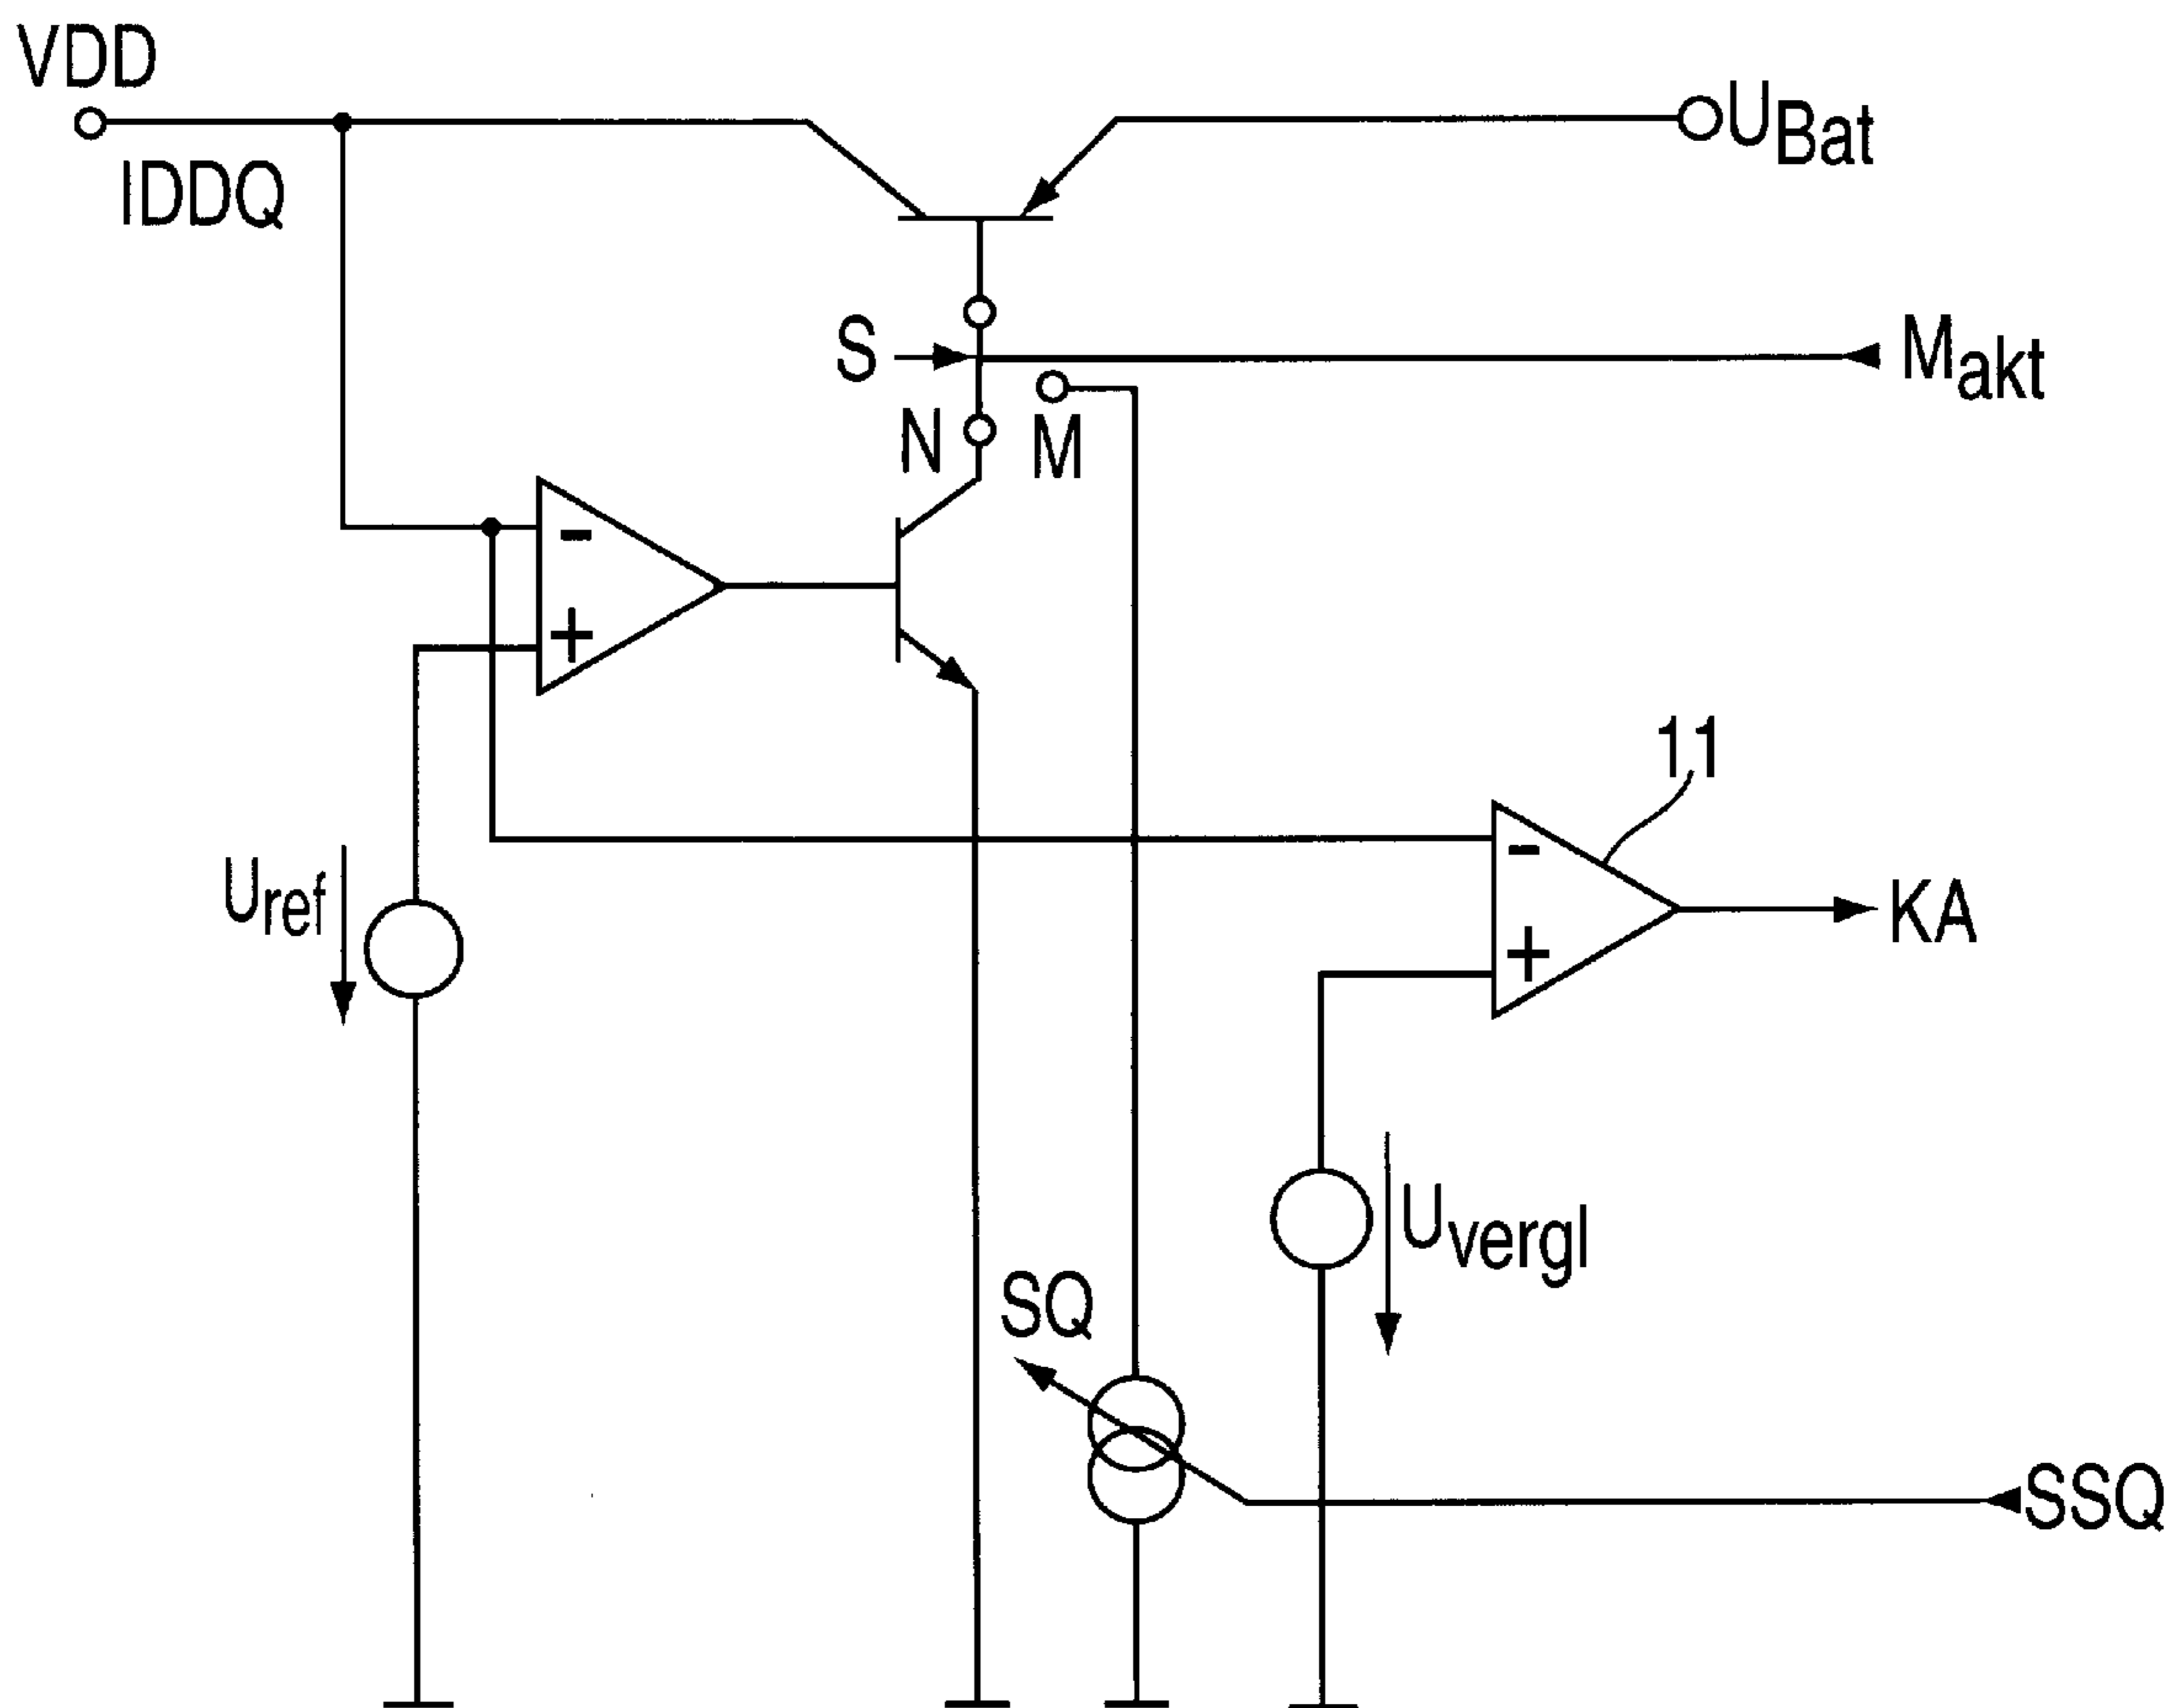 VDD
UBat
IDDQ
S
Makt
N
M
-
+
11
-
Uref
KA
+
Uvergl
SQ
SSQ